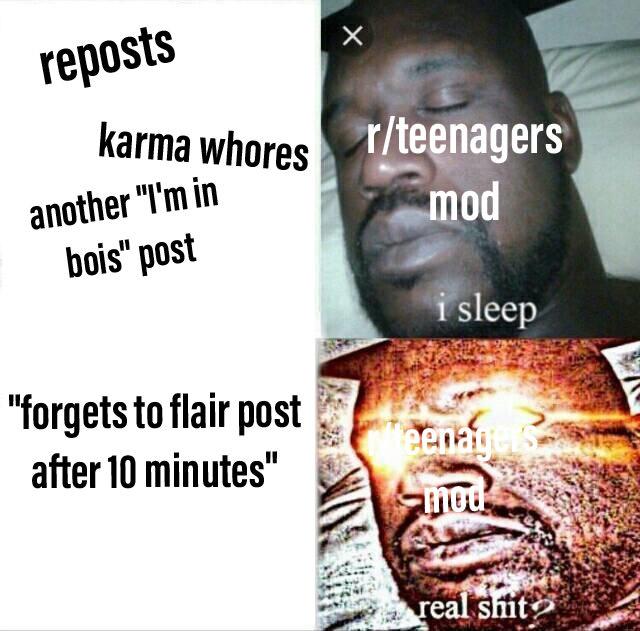 reposts
karma whores
another "I'm in
bois" post
r/teenagers
mod
i sleep
"forgets to flair post
after 10 minutes"
r/teenagers
mod
real shit?